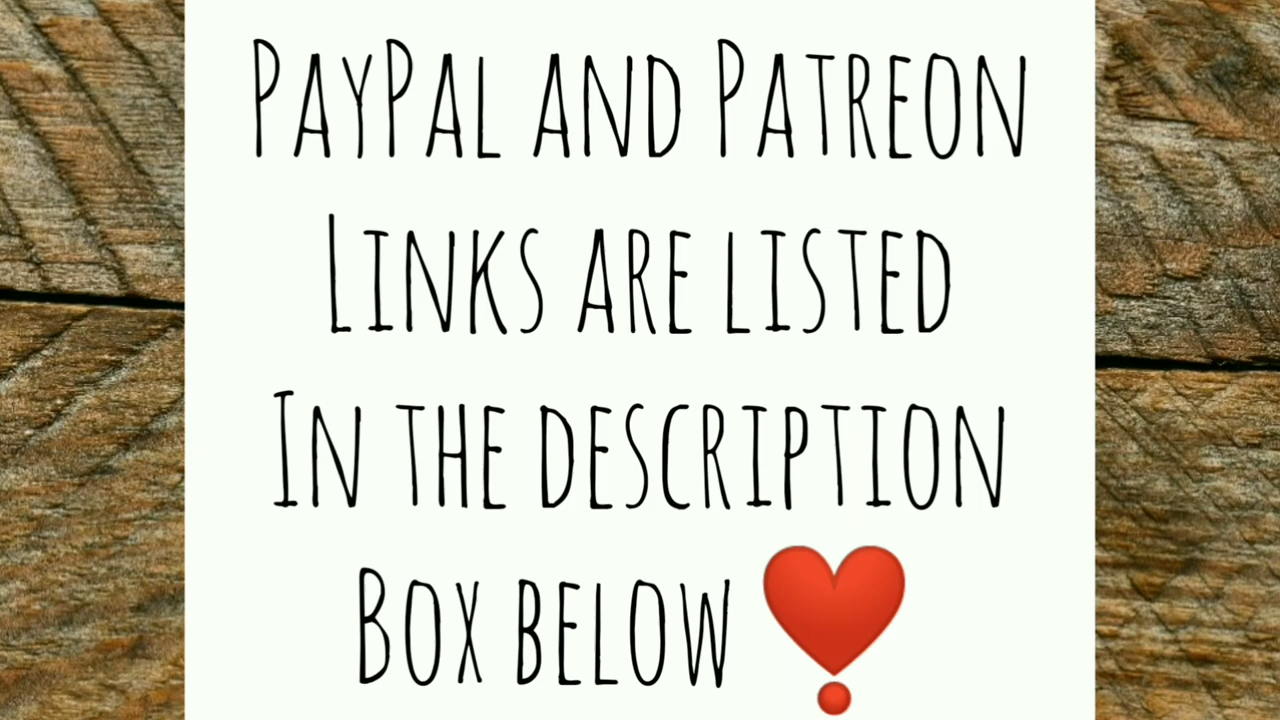 PayPal and Patreon
Links are listed
In the description
Box below ❣️